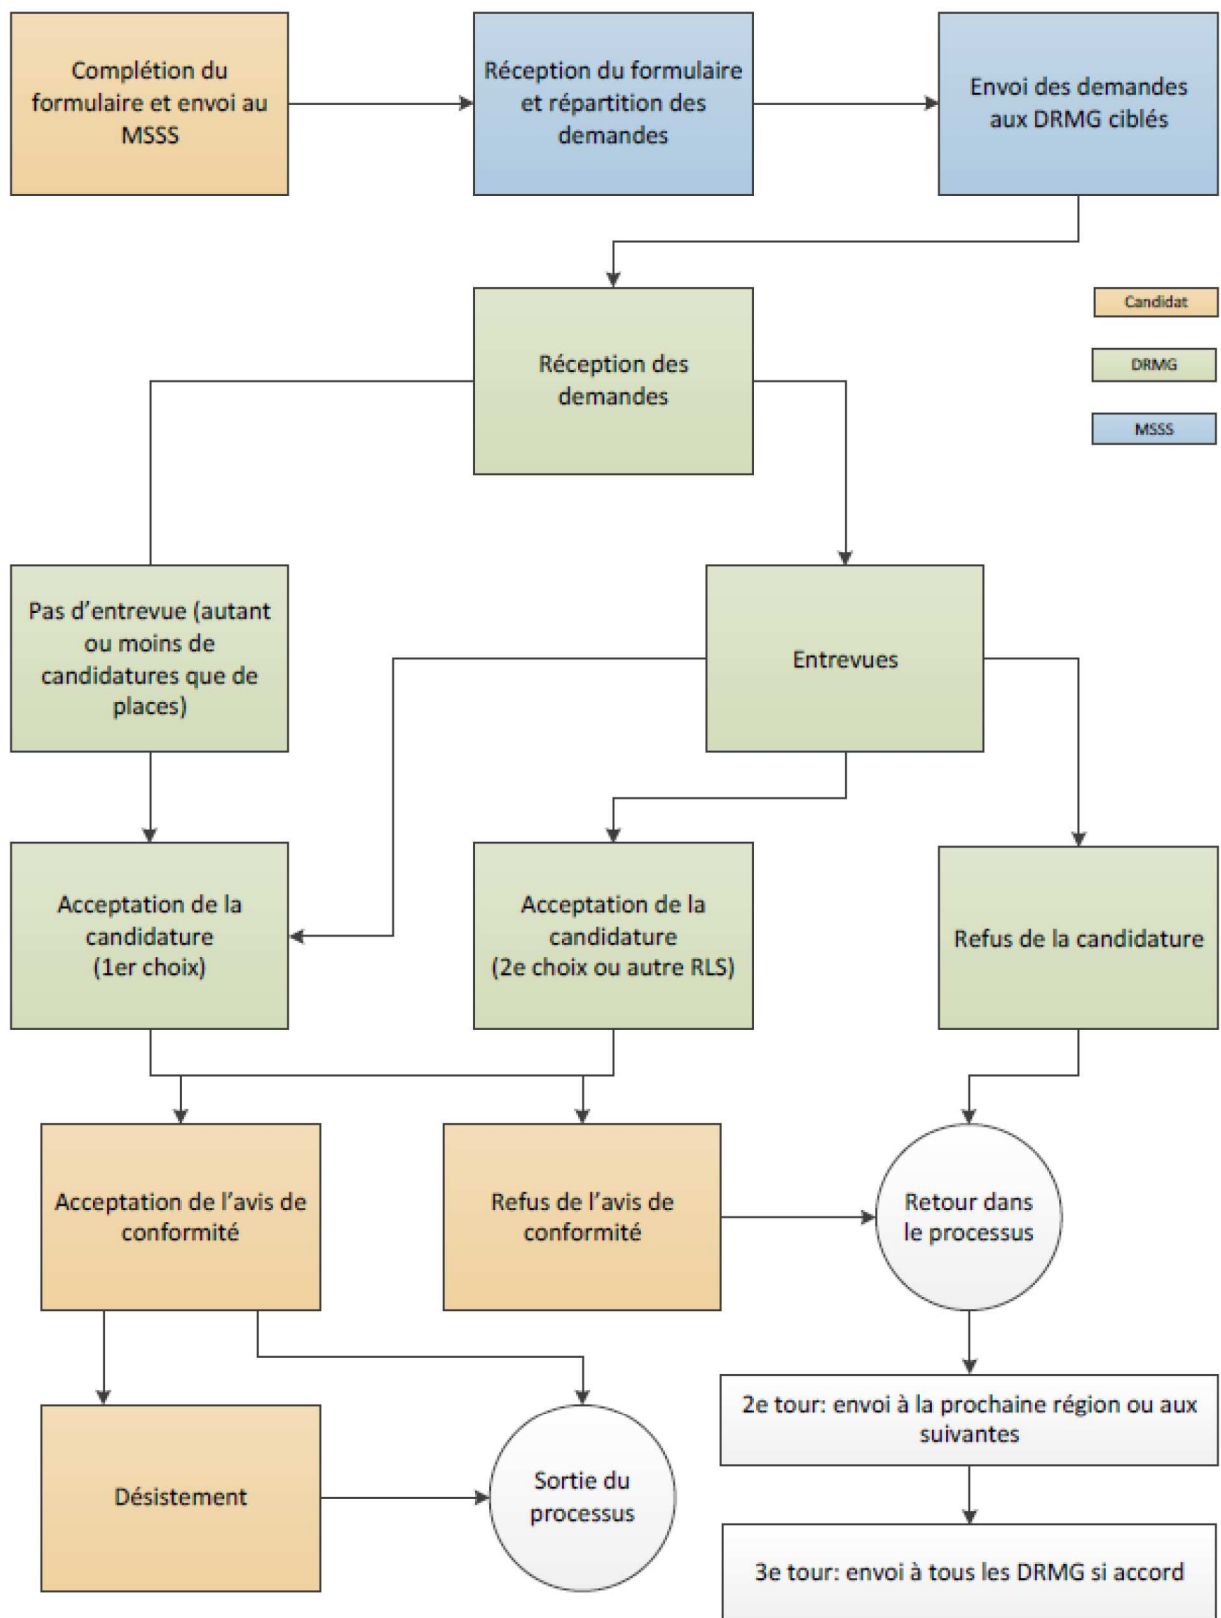 Complétion du
formulaire et envoi au
MSSS
Réception du formulaire
et répartition des
demandes
Envoi des demandes
aux DRMG ciblés
Candidat
DRMG
MSSS
Réception des
demandes
Pas d'entrevue (autant
ou moins de
candidatures que de
places)
Entrevues
Acceptation de la
candidature
(1er choix)
Acceptation de la
candidature
(2e choix ou autre RLS)
Refus de la candidature
Acceptation de l'avis de
conformité
Refus de l'avis de
conformité
Retour dans
le processus
2e tour: envoi à la prochaine région ou aux
suivantes
Désistement
Sortie du
processus
3e tour: envoi à tous les DRMG si accord